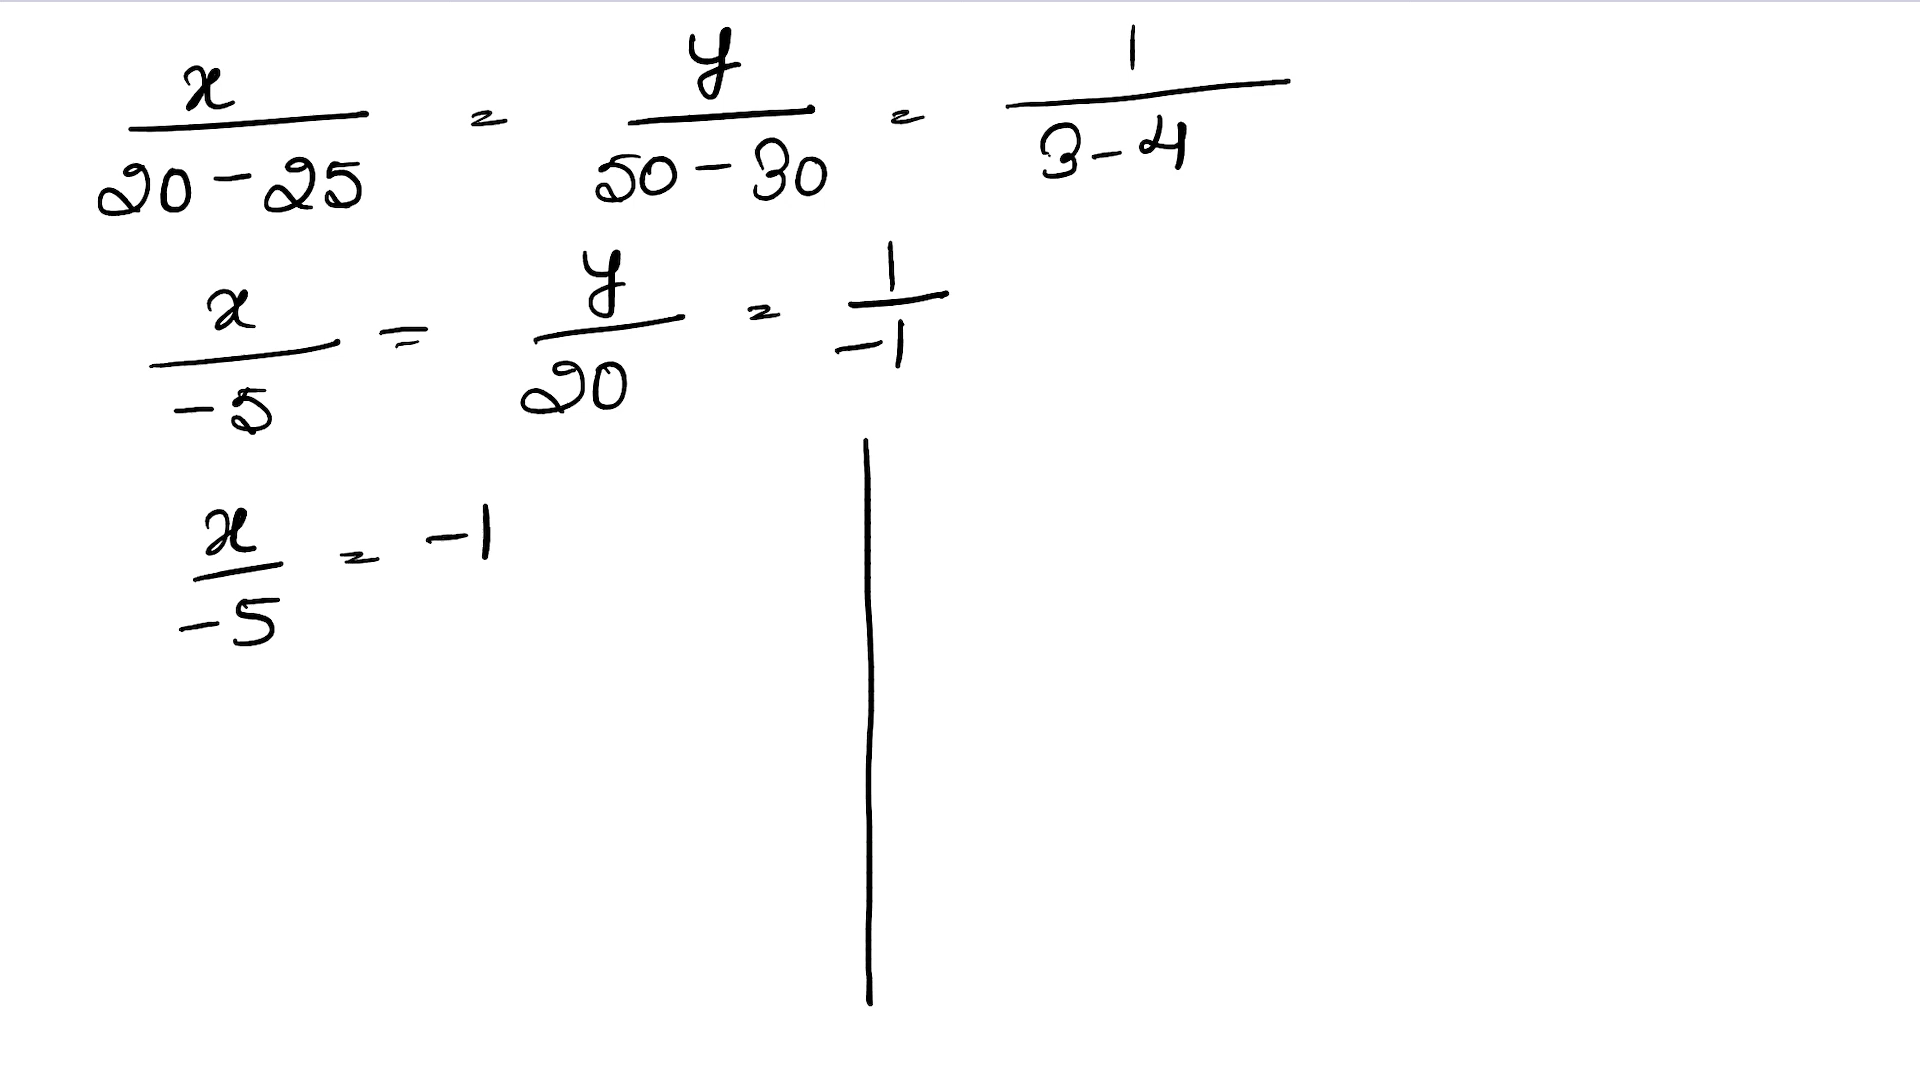 x/(20-25) = y/(50-30) = 1/(3-4)
x/-5 = y/20 = 1/-1
x/-5 = -1